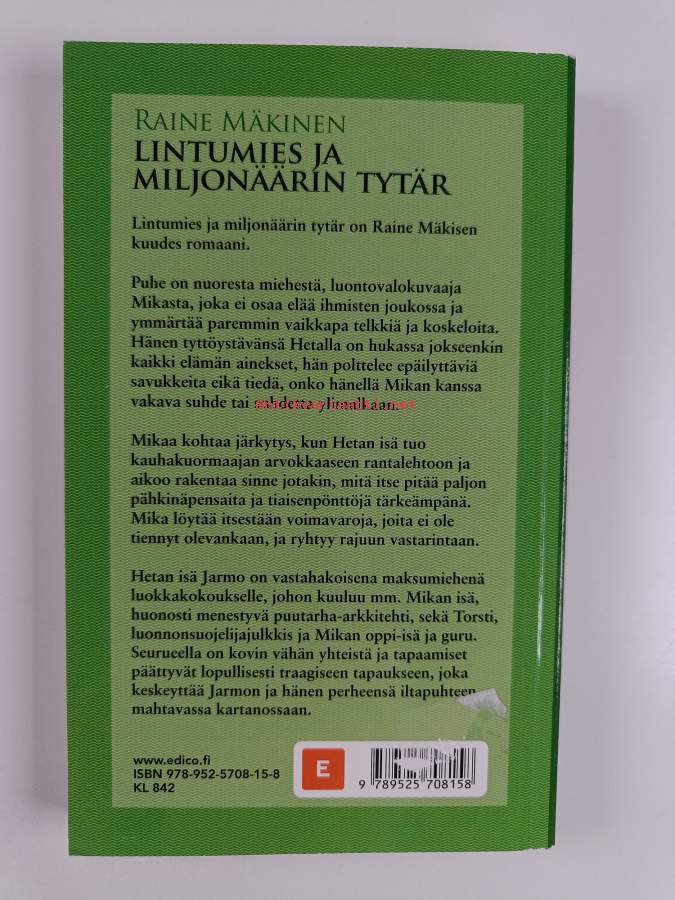 RAINE MÄKINEN
LINTUMIES JA
MILJONÄÄRIN TYTÄR
Lintumies ja miljonäärin tytär on Raine Mäkisen
kuudes romaani.
Puhe on nuoresta miehestä, luontovalokuvaaja
Mikasta, joka ei osaa elää ihmisten joukossa ja
ymmärtää paremmin vaikkapa telkkiä ja koskeloita.
Hänen tyttöystävänsä Hetalla on hukassa jokseenkin
kaikki elämän ainekset, hän polttelee epäilyttäviä
savukkeita eikä tiedä, onko hänellä Mikan kanssa
vakava suhde tai suhdetta ylipäätään.
Mikaa kohtaa järkytys, kun Hetan isä tuo
kauhakuormaajan arvokkaaseen rantalehtoon ja
aikoo rakentaa sinne jotakin, mitä itse pitää paljon
pähkinäpensaita ja tiaisenpönttöjä tärkeämpänä.
Mika löytää itsestään voimavaroja, joita ei ole
tiennyt olevankaan, ja ryhtyy rajuun vastarintaan.
Hetan isä Jarmo on vastahakoisena maksumiehenä
luokkakokoukselle, johon kuuluu mm. Mikan isä,
huonosti menestyvä puutarha-arkkitehti, sekä Torsti,
luonnonsuojelijajulkkis ja Mikan oppi-isä ja guru.
Seurueella on kovin vähän yhteistä ja tapaamiset
päättyvät lopullisesti traagiseen tapaukseen, joka
keskeyttää Jarmon ja hänen perheensä iltapuhteen
mahtavassa kartanossaan.
www.edico.fi
ISBN 978-952-5708-15-8
KL 842
E
9 789525 708158